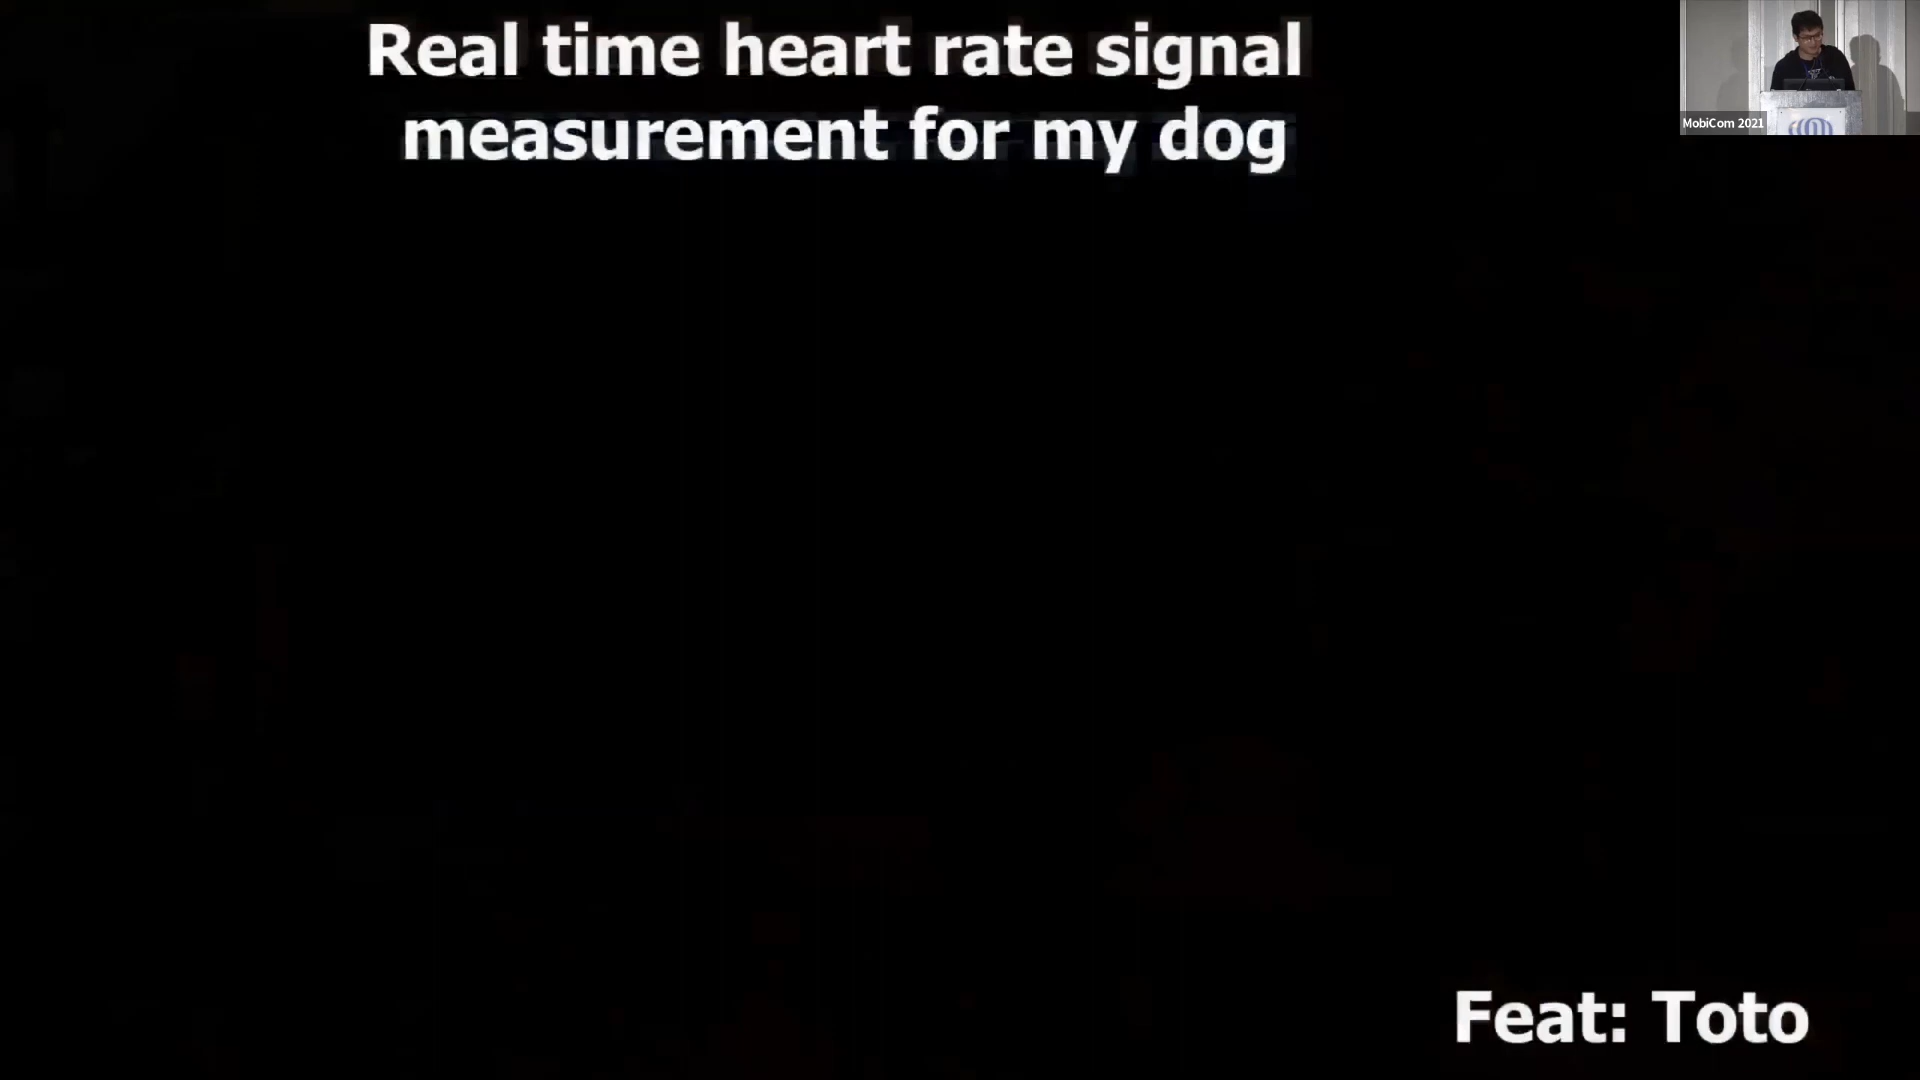 Real time heart rate signal
measurement for my dog
MobiCom 2021
Feat: Toto